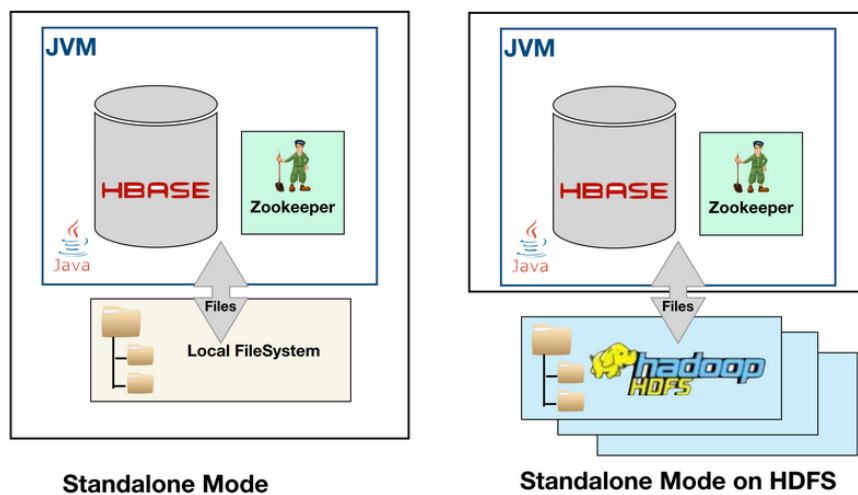 JVM
HBASE
Zookeeper
Java
Files
Local FileSystem
Standalone Mode
JVM
HBASE
Zookeeper
Java
Files
hadoop
HDFS
Standalone Mode on HDFS